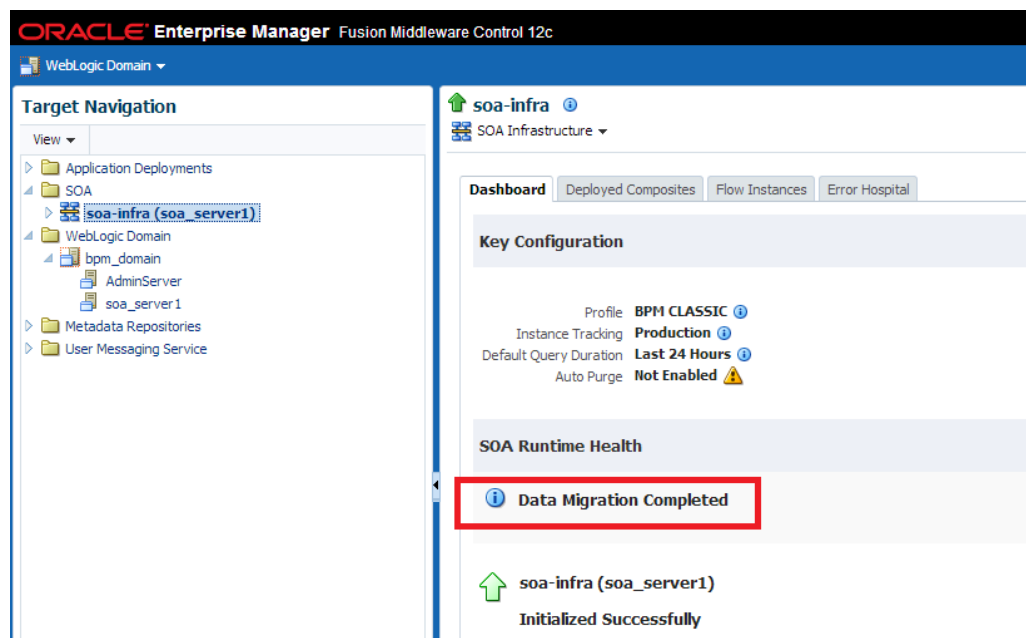 ORACLE Enterprise Manager Fusion Middleware Control 12c
WebLogic Domain
Target Navigation
View
Application Deployments
SOA
soa-infra (soa_server1)
WebLogic Domain
bpm_domain
AdminServer
soa_server1
Metadata Repositories
User Messaging Service
soa-infra
SOA Infrastructure
Dashboard Deployed Composites Flow Instances Error Hospital
Key Configuration
Profile BPM CLASSIC
Instance Tracking Production
Default Query Duration Last 24 Hours
Auto Purge Not Enabled
SOA Runtime Health
Data Migration Completed
soa-infra (soa_server1)
Initialized Successfully